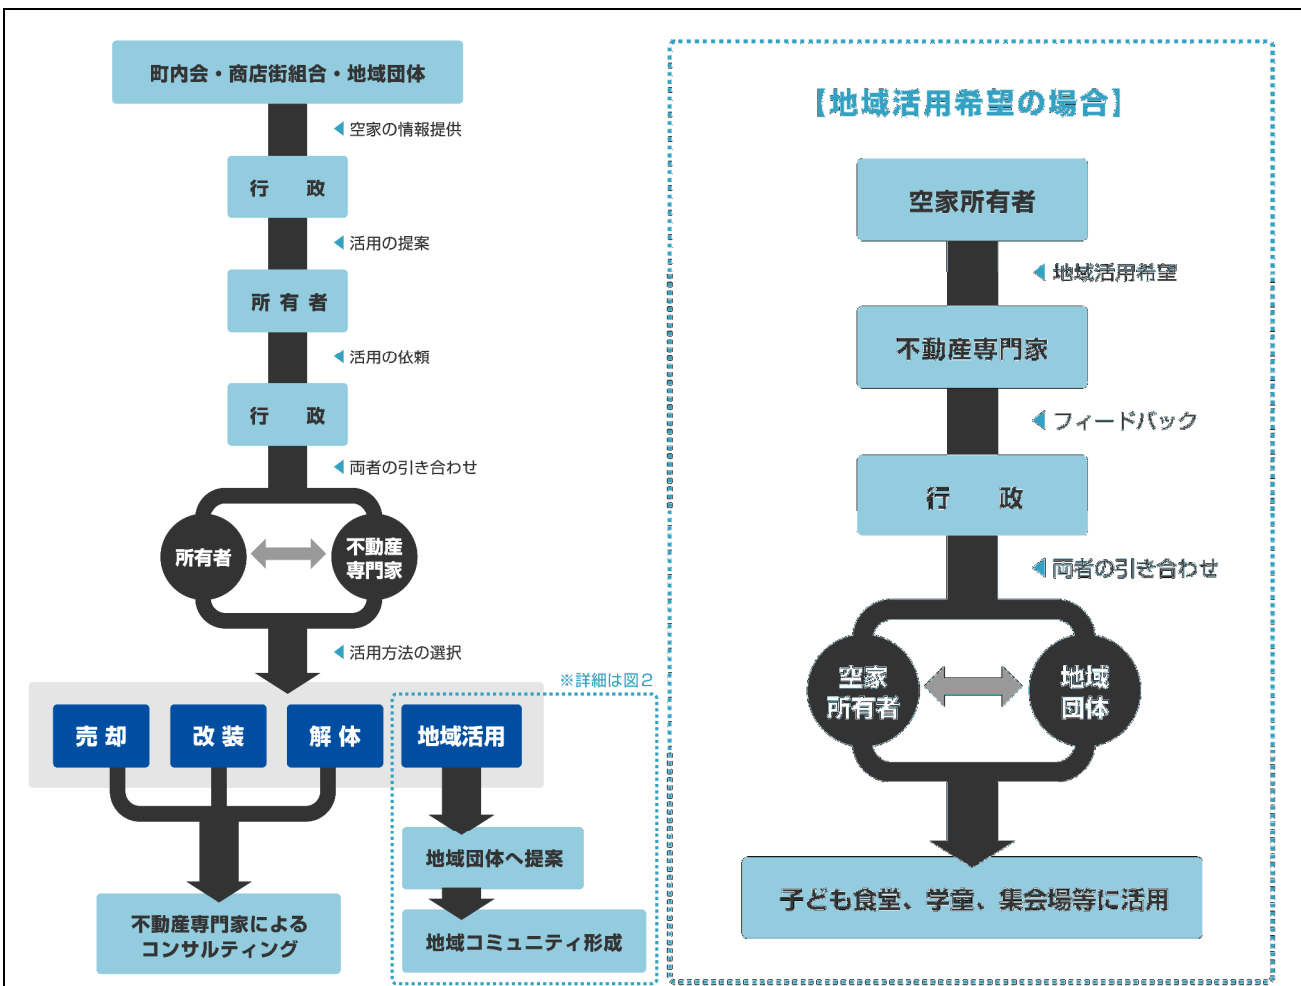 町内会・商店街組合・地域団体
◀空家の情報提供
行　政
◀活用の提案
所有者
◀活用の依頼
行　政
◀両者の引き合わせ
所有者
不動産
専門家
◀活用方法の選択
※詳細は図2
売却
改装
解体
地域活用
地域団体へ提案
地域コミュニティ形成
不動産専門家による
コンサルティング
【地域活用希望の場合】
空家所有者
◀地域活用希望
不動産専門家
◀フィードバック
行　政
◀両者の引き合わせ
空家
所有者
地域
団体
子ども食堂、学童、集会場等に活用